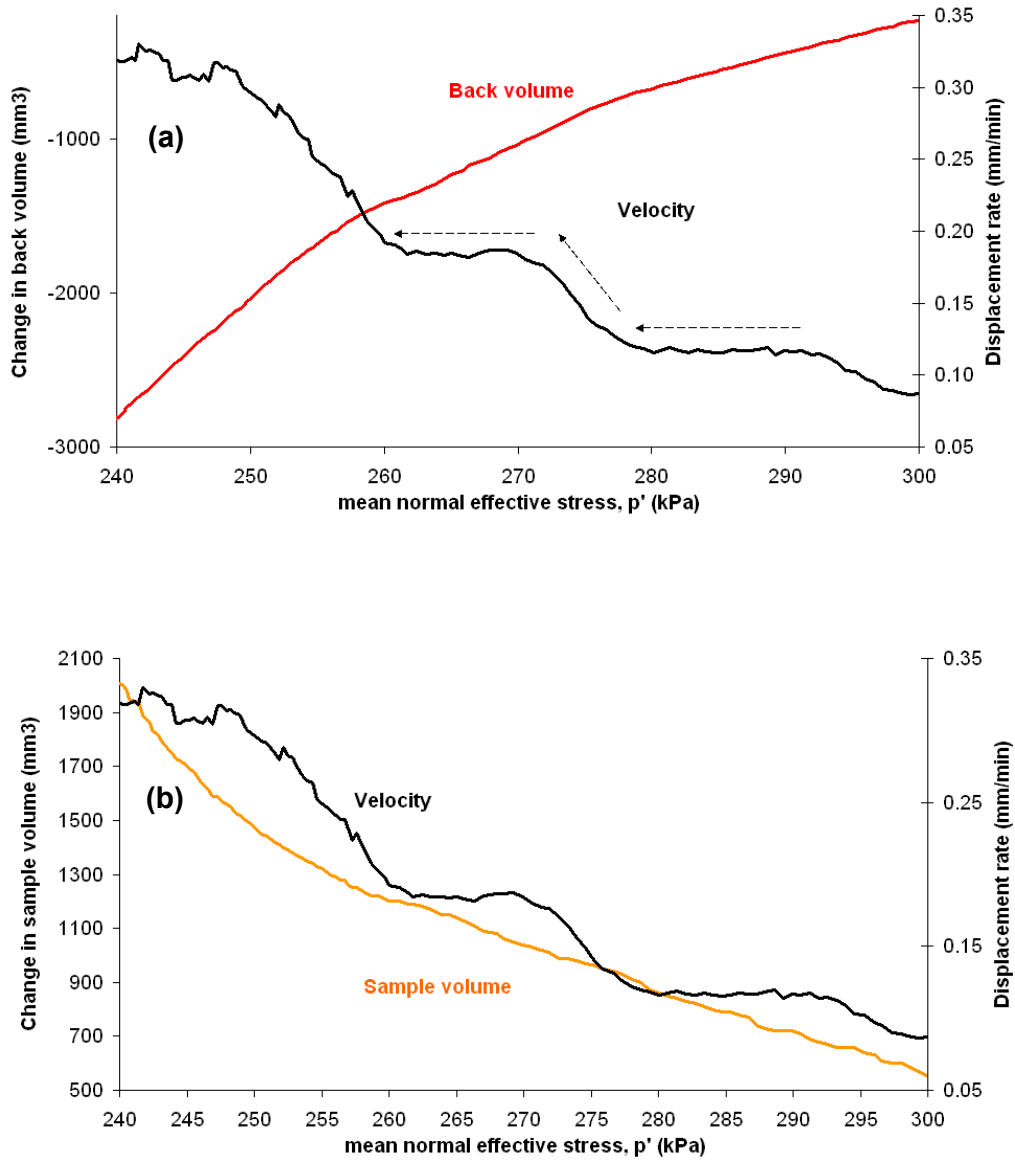 0.35
0.30
0.25
0.20
0.15
0.10
0.05
Displacement rate (mm/min)
Back volume
(a)
Velocity
-1000
-2000
-3000
Change in back volume (mm3)
240 250 260 270 280 290 300
mean normal effective stress, p' (kPa)
2100
1900
1700
1500
1300
1100
900
700
500
Change in sample volume (mm3)
0.35
0.25
0.15
0.05
Displacement rate (mm/min)
(b)
Velocity
Sample volume
240 245 250 255 260 265 270 275 280 285 290 295 300
mean normal effective stress, p' (kPa)